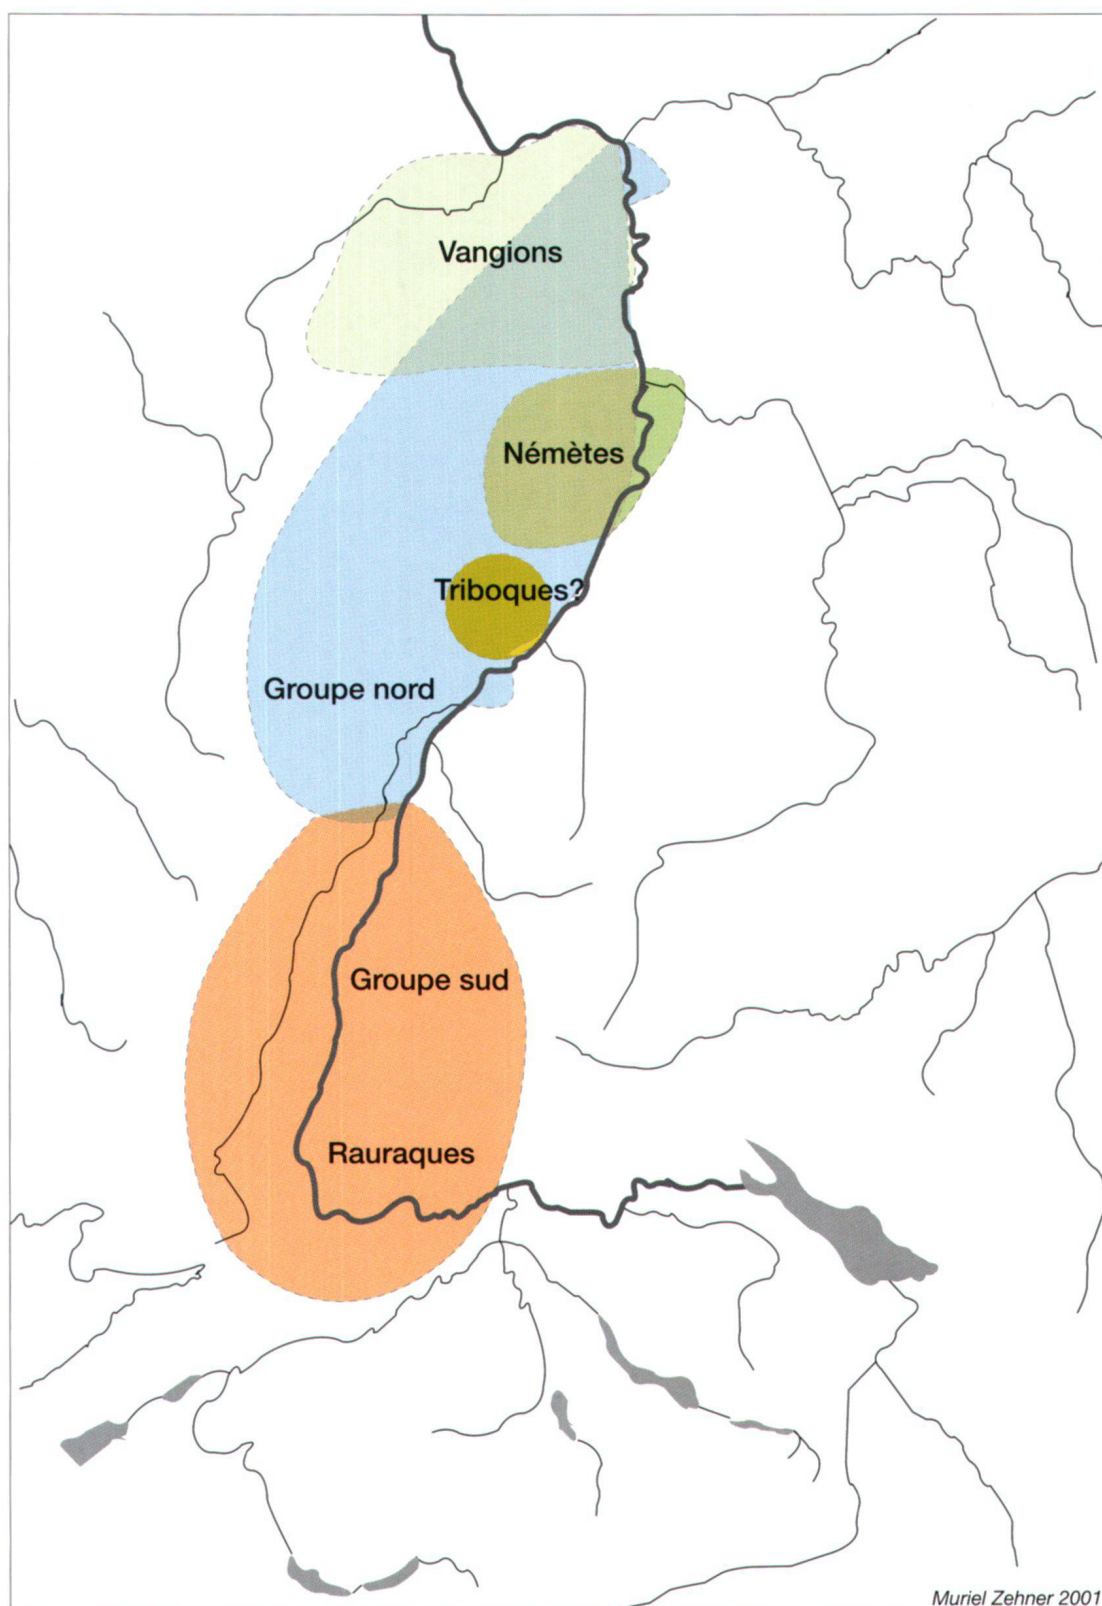 Vangions
Némètes
Triboques?
Groupe nord
Groupe sud
Rauraques
Muriel Zehner 2001